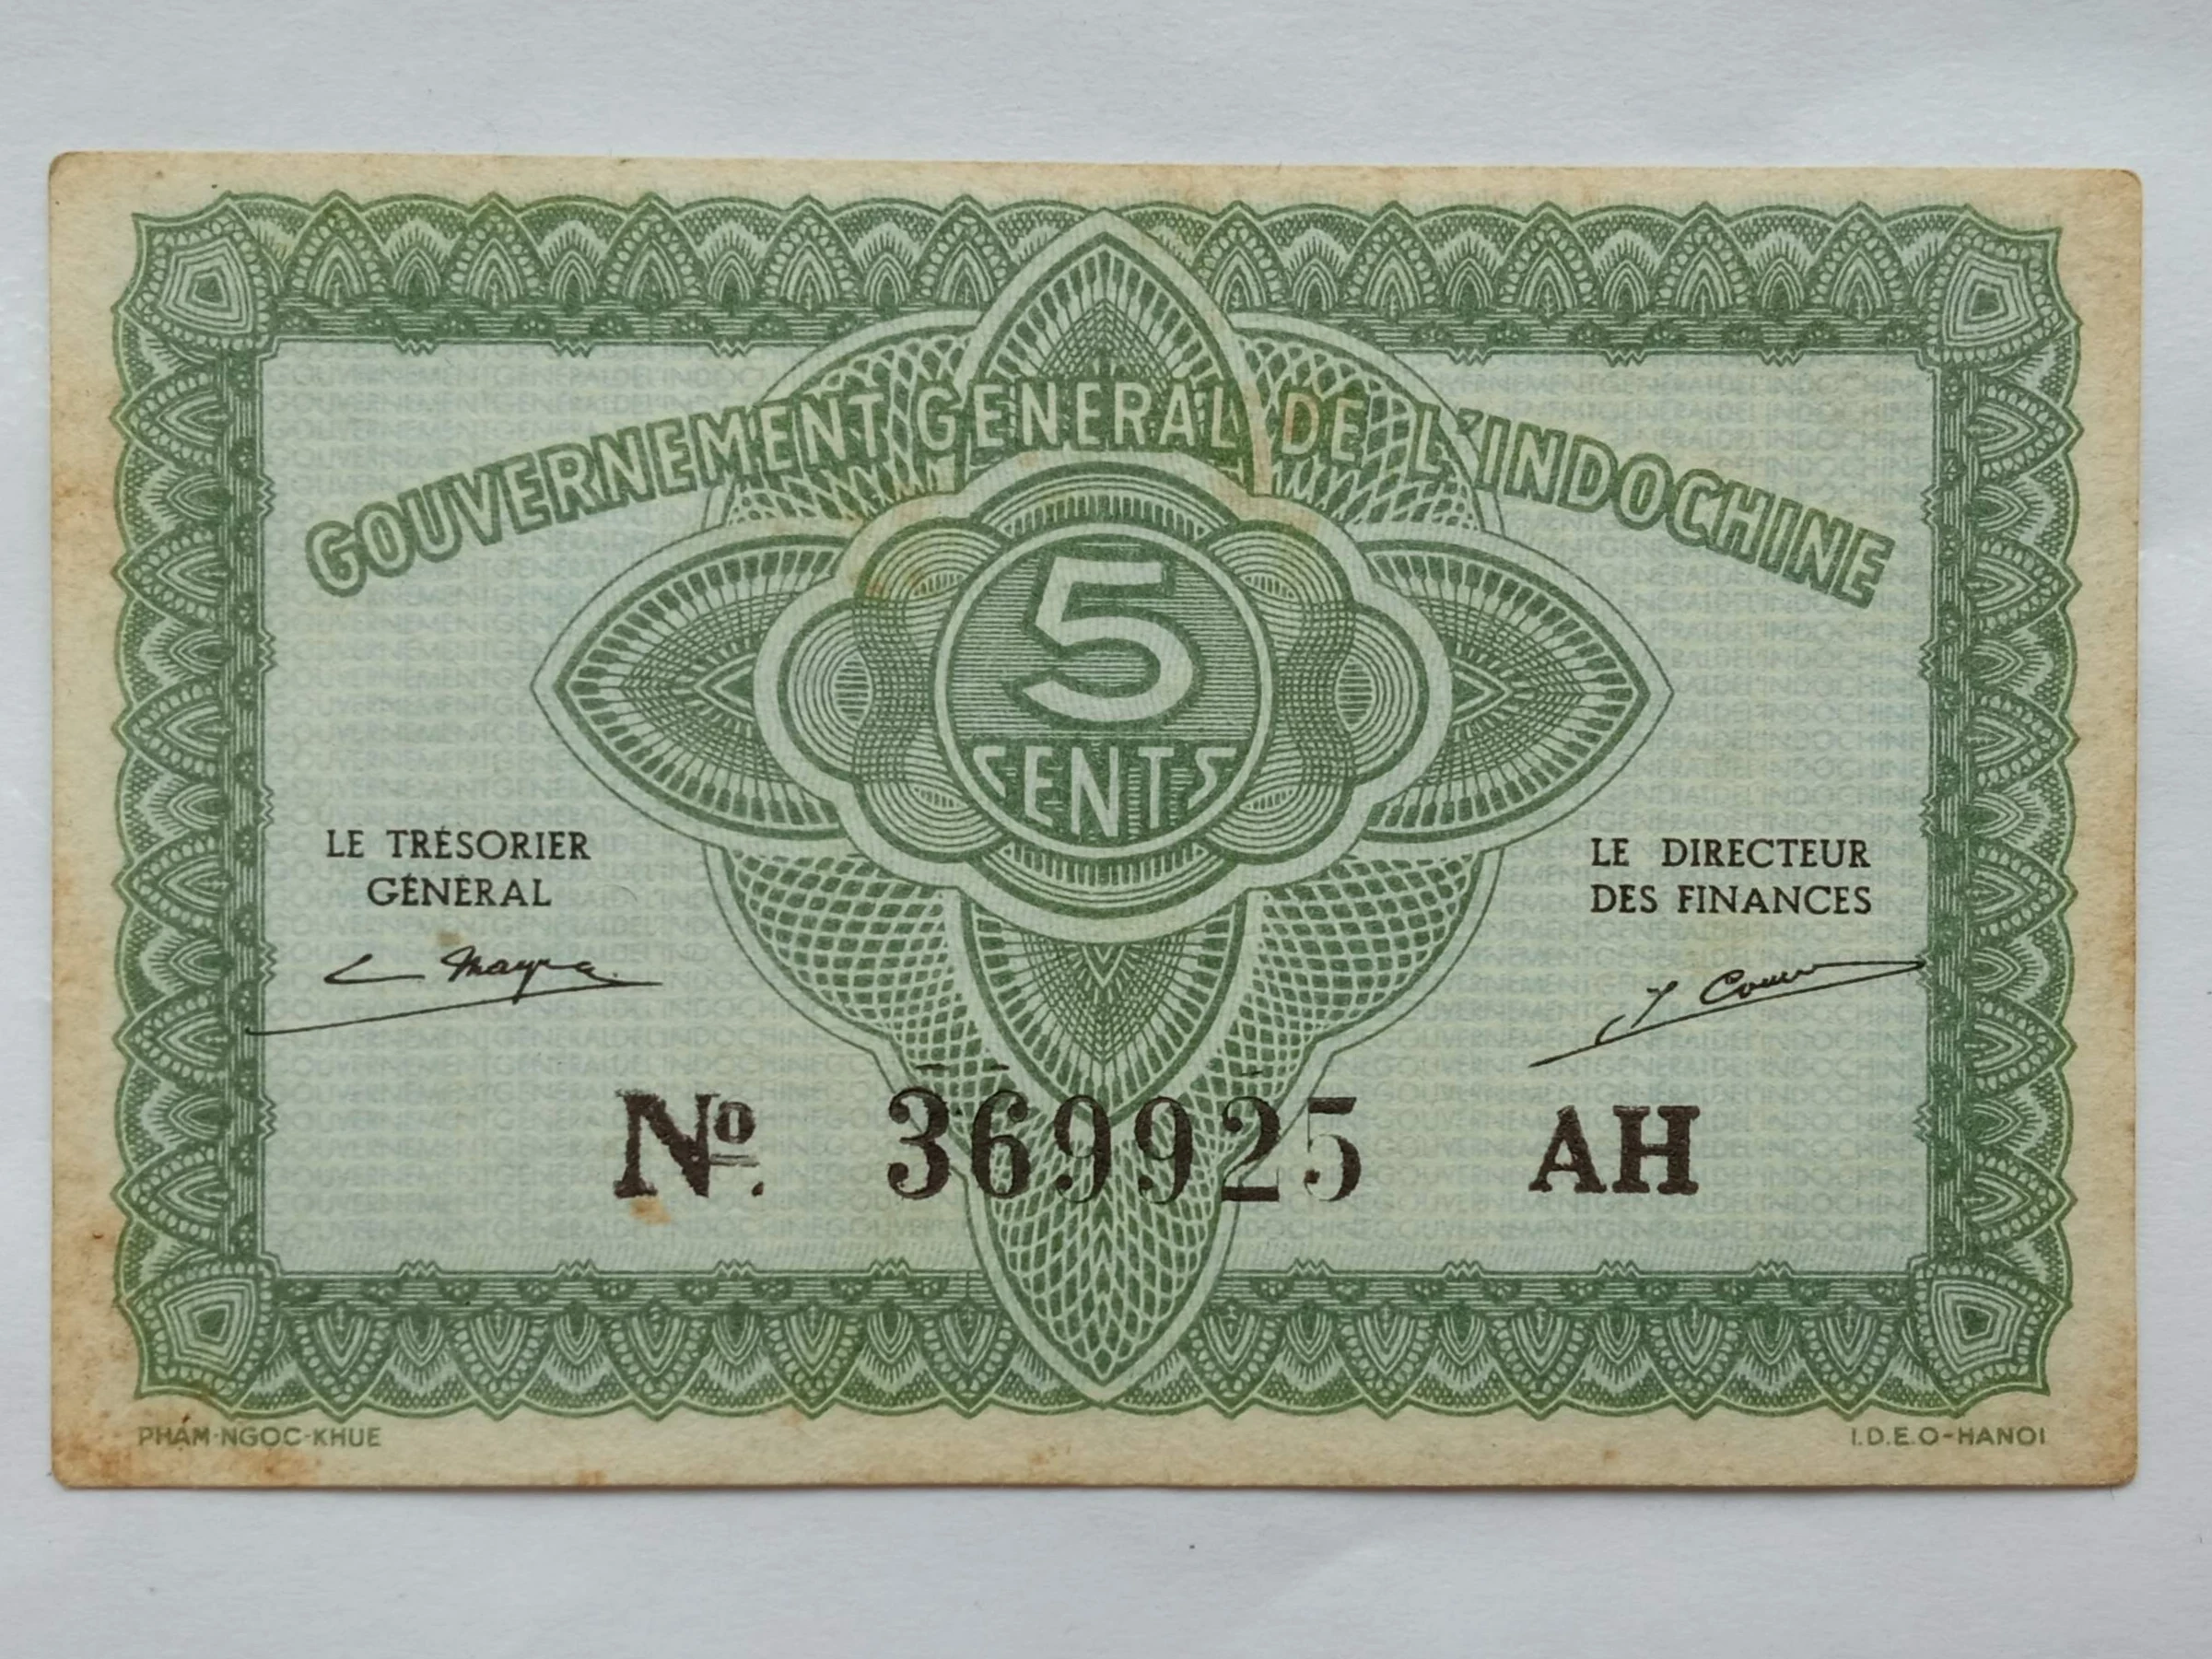 GOUVERNEMENT GENERAL DE L'INDOCHINE
5
CENTS
LE TRÉSORIER
GÉNÉRAL
LE DIRECTEUR
DES FINANCES
Nº. 369925 AH
PHẠM-NGOC-KHUE
I.D.E.O-HANOI